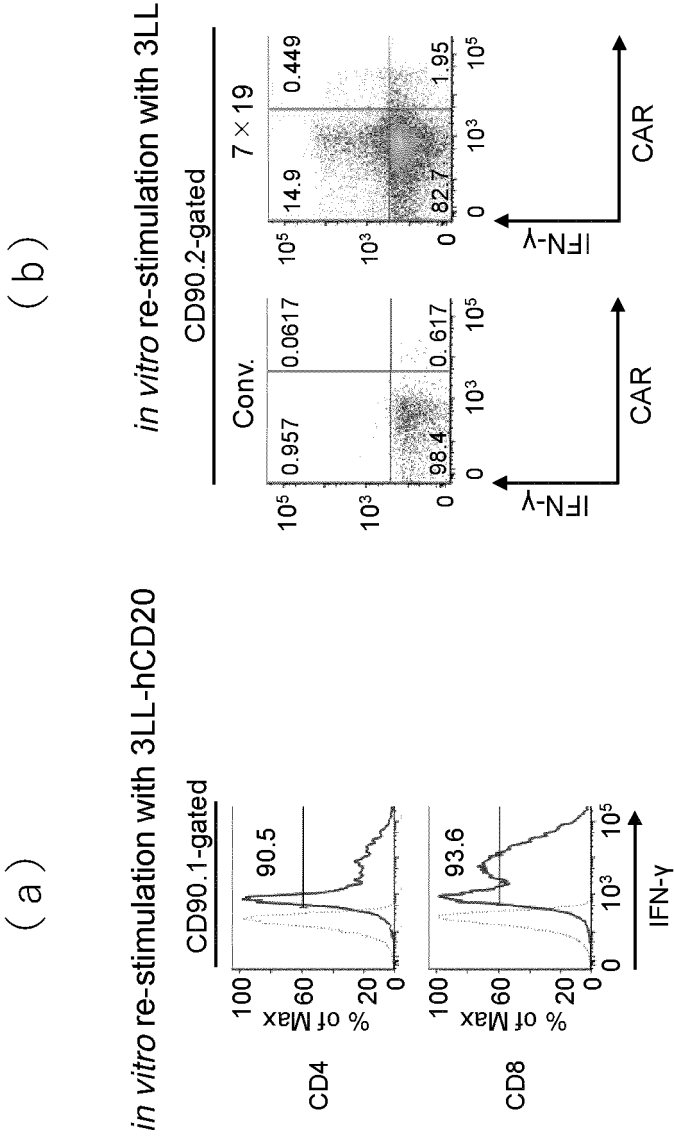 (a)
in vitro re-stimulation with 3LL-hCD20
CD90.1-gated
CD4
% of Max
100
60
20
0
90.5
CD8
% of Max
100
60
20
0
93.6
0
10³
10⁵
IFN-γ
(b)
in vitro re-stimulation with 3LL
CD90.2-gated
Conv.
10⁵
10³
0
0.957
0.0617
98.4
0.617
0
10³
10⁵
IFN-γ
CAR
7×19
10⁵
10³
0
14.9
0.449
82.7
1.95
0
10³
10⁵
IFN-γ
CAR